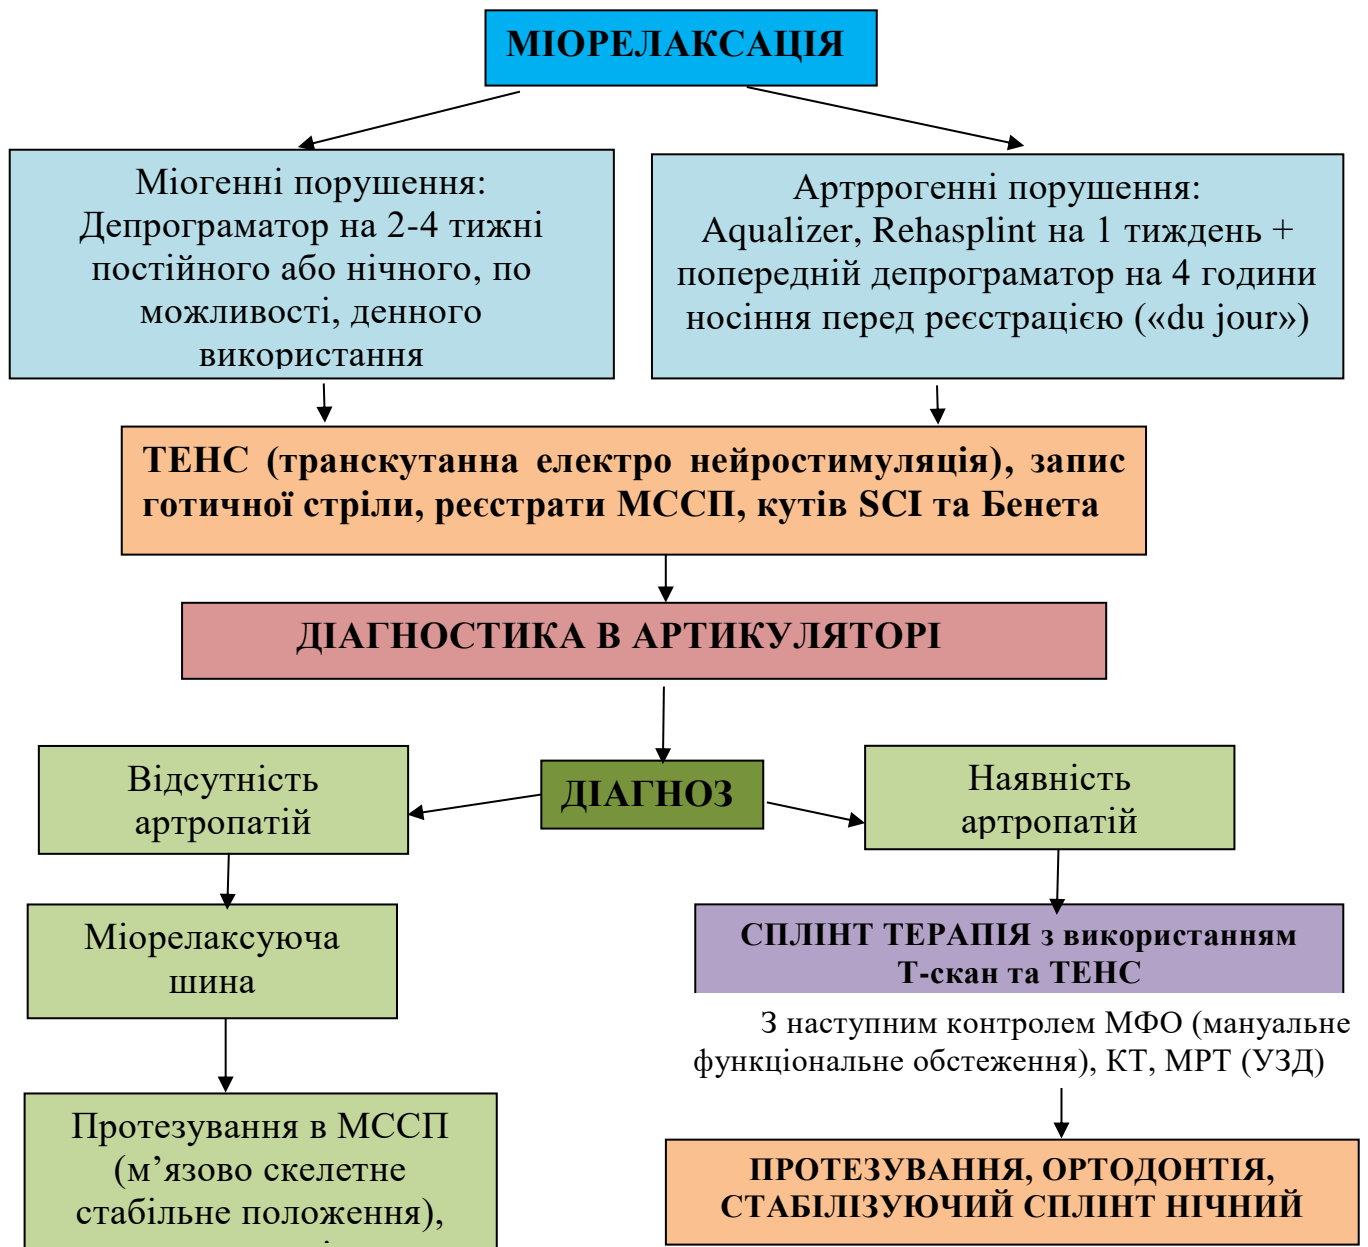 МІОРЕЛАКСАЦІЯ
Міогенні порушення:
Депрограматор на 2-4 тижні
постійного або нічного, по
можливості, денного
використання
Артррогенні порушення:
Aqualizer, Rehasplint на 1 тиждень +
попередній депрограматор на 4 години
носіння перед реєстрацією («du jour»)
ТЕНС (транскутанна електро нейростимуляція), запис
готичної стріли, реєстрати МССП, кутів SCI та Бенета
ДІАГНОСТИКА В АРТИКУЛЯТОРІ
ДІАГНОЗ
Відсутність
артропатій
Наявність
артропатій
Міорелаксуюча
шина
СПЛІНТ ТЕРАПІЯ з використанням
Т-скан та ТЕНС
З наступним контролем МФО (мануальне
функціональне обстеження), КТ, МРТ (УЗД)
Протезування в МССП
(м’язово скелетне
стабільне положення),
ПРОТЕЗУВАННЯ, ОРТОДОНТІЯ,
СТАБІЛІЗУЮЧИЙ СПЛІНТ НІЧНИЙ